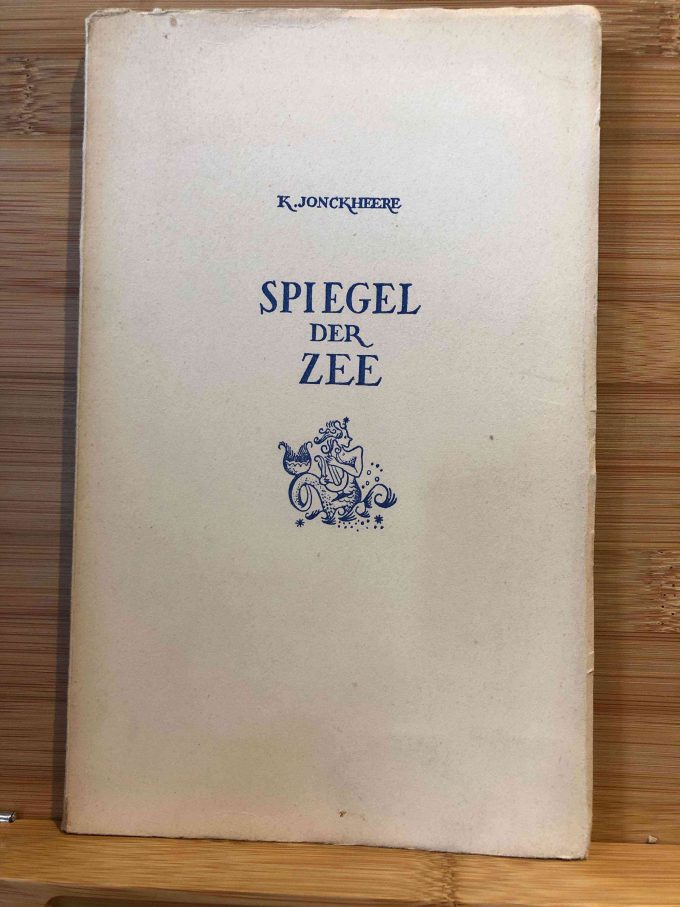 K. JONCKHEERE
SPIEGEL
DER
ZEE